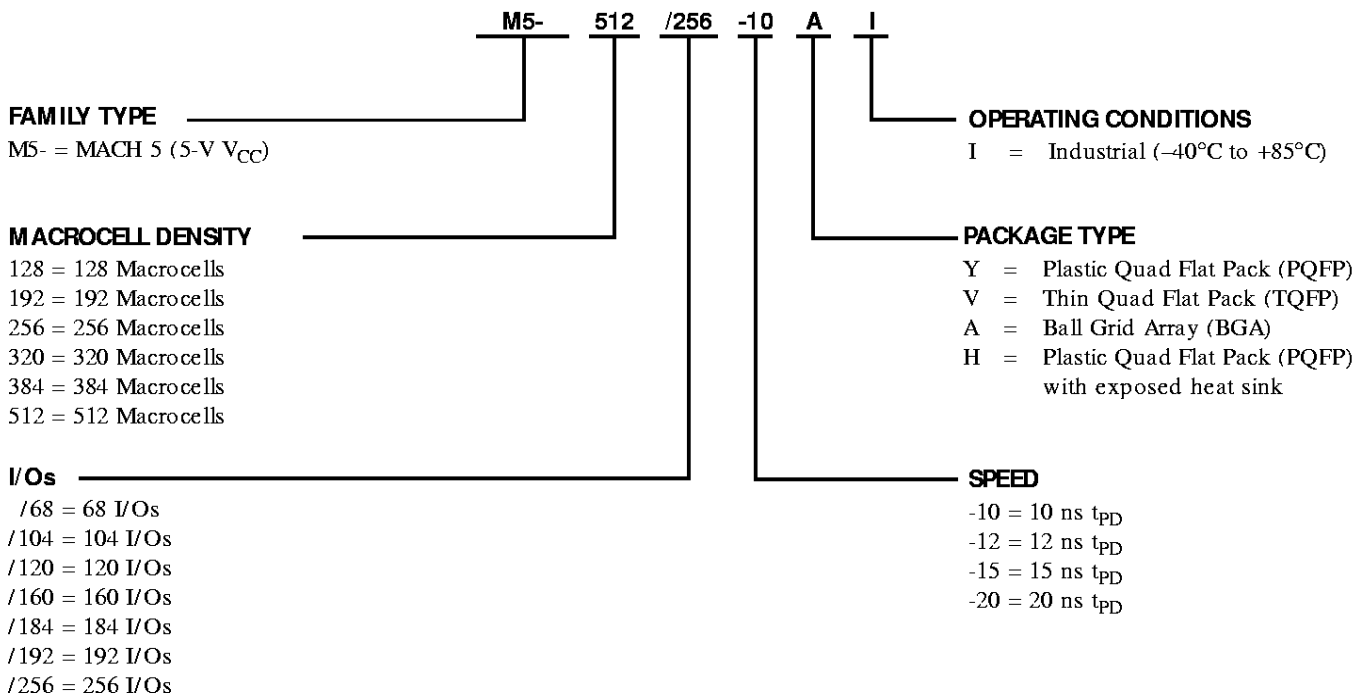 M5- 512 /256 -10 A I
FAMILY TYPE
M5- = MACH 5 (5-V VCC)
MACROCELL DENSITY
128 = 128 Macrocells
192 = 192 Macrocells
256 = 256 Macrocells
320 = 320 Macrocells
384 = 384 Macrocells
512 = 512 Macrocells
I/Os
/68 = 68 I/Os
/104 = 104 I/Os
/120 = 120 I/Os
/160 = 160 I/Os
/184 = 184 I/Os
/192 = 192 I/Os
/256 = 256 I/Os
OPERATING CONDITIONS
I = Industrial (–40°C to +85°C)
PACKAGE TYPE
Y = Plastic Quad Flat Pack (PQFP)
V = Thin Quad Flat Pack (TQFP)
A = Ball Grid Array (BGA)
H = Plastic Quad Flat Pack (PQFP)
with exposed heat sink
SPEED
-10 = 10 ns tPD
-12 = 12 ns tPD
-15 = 15 ns tPD
-20 = 20 ns tPD